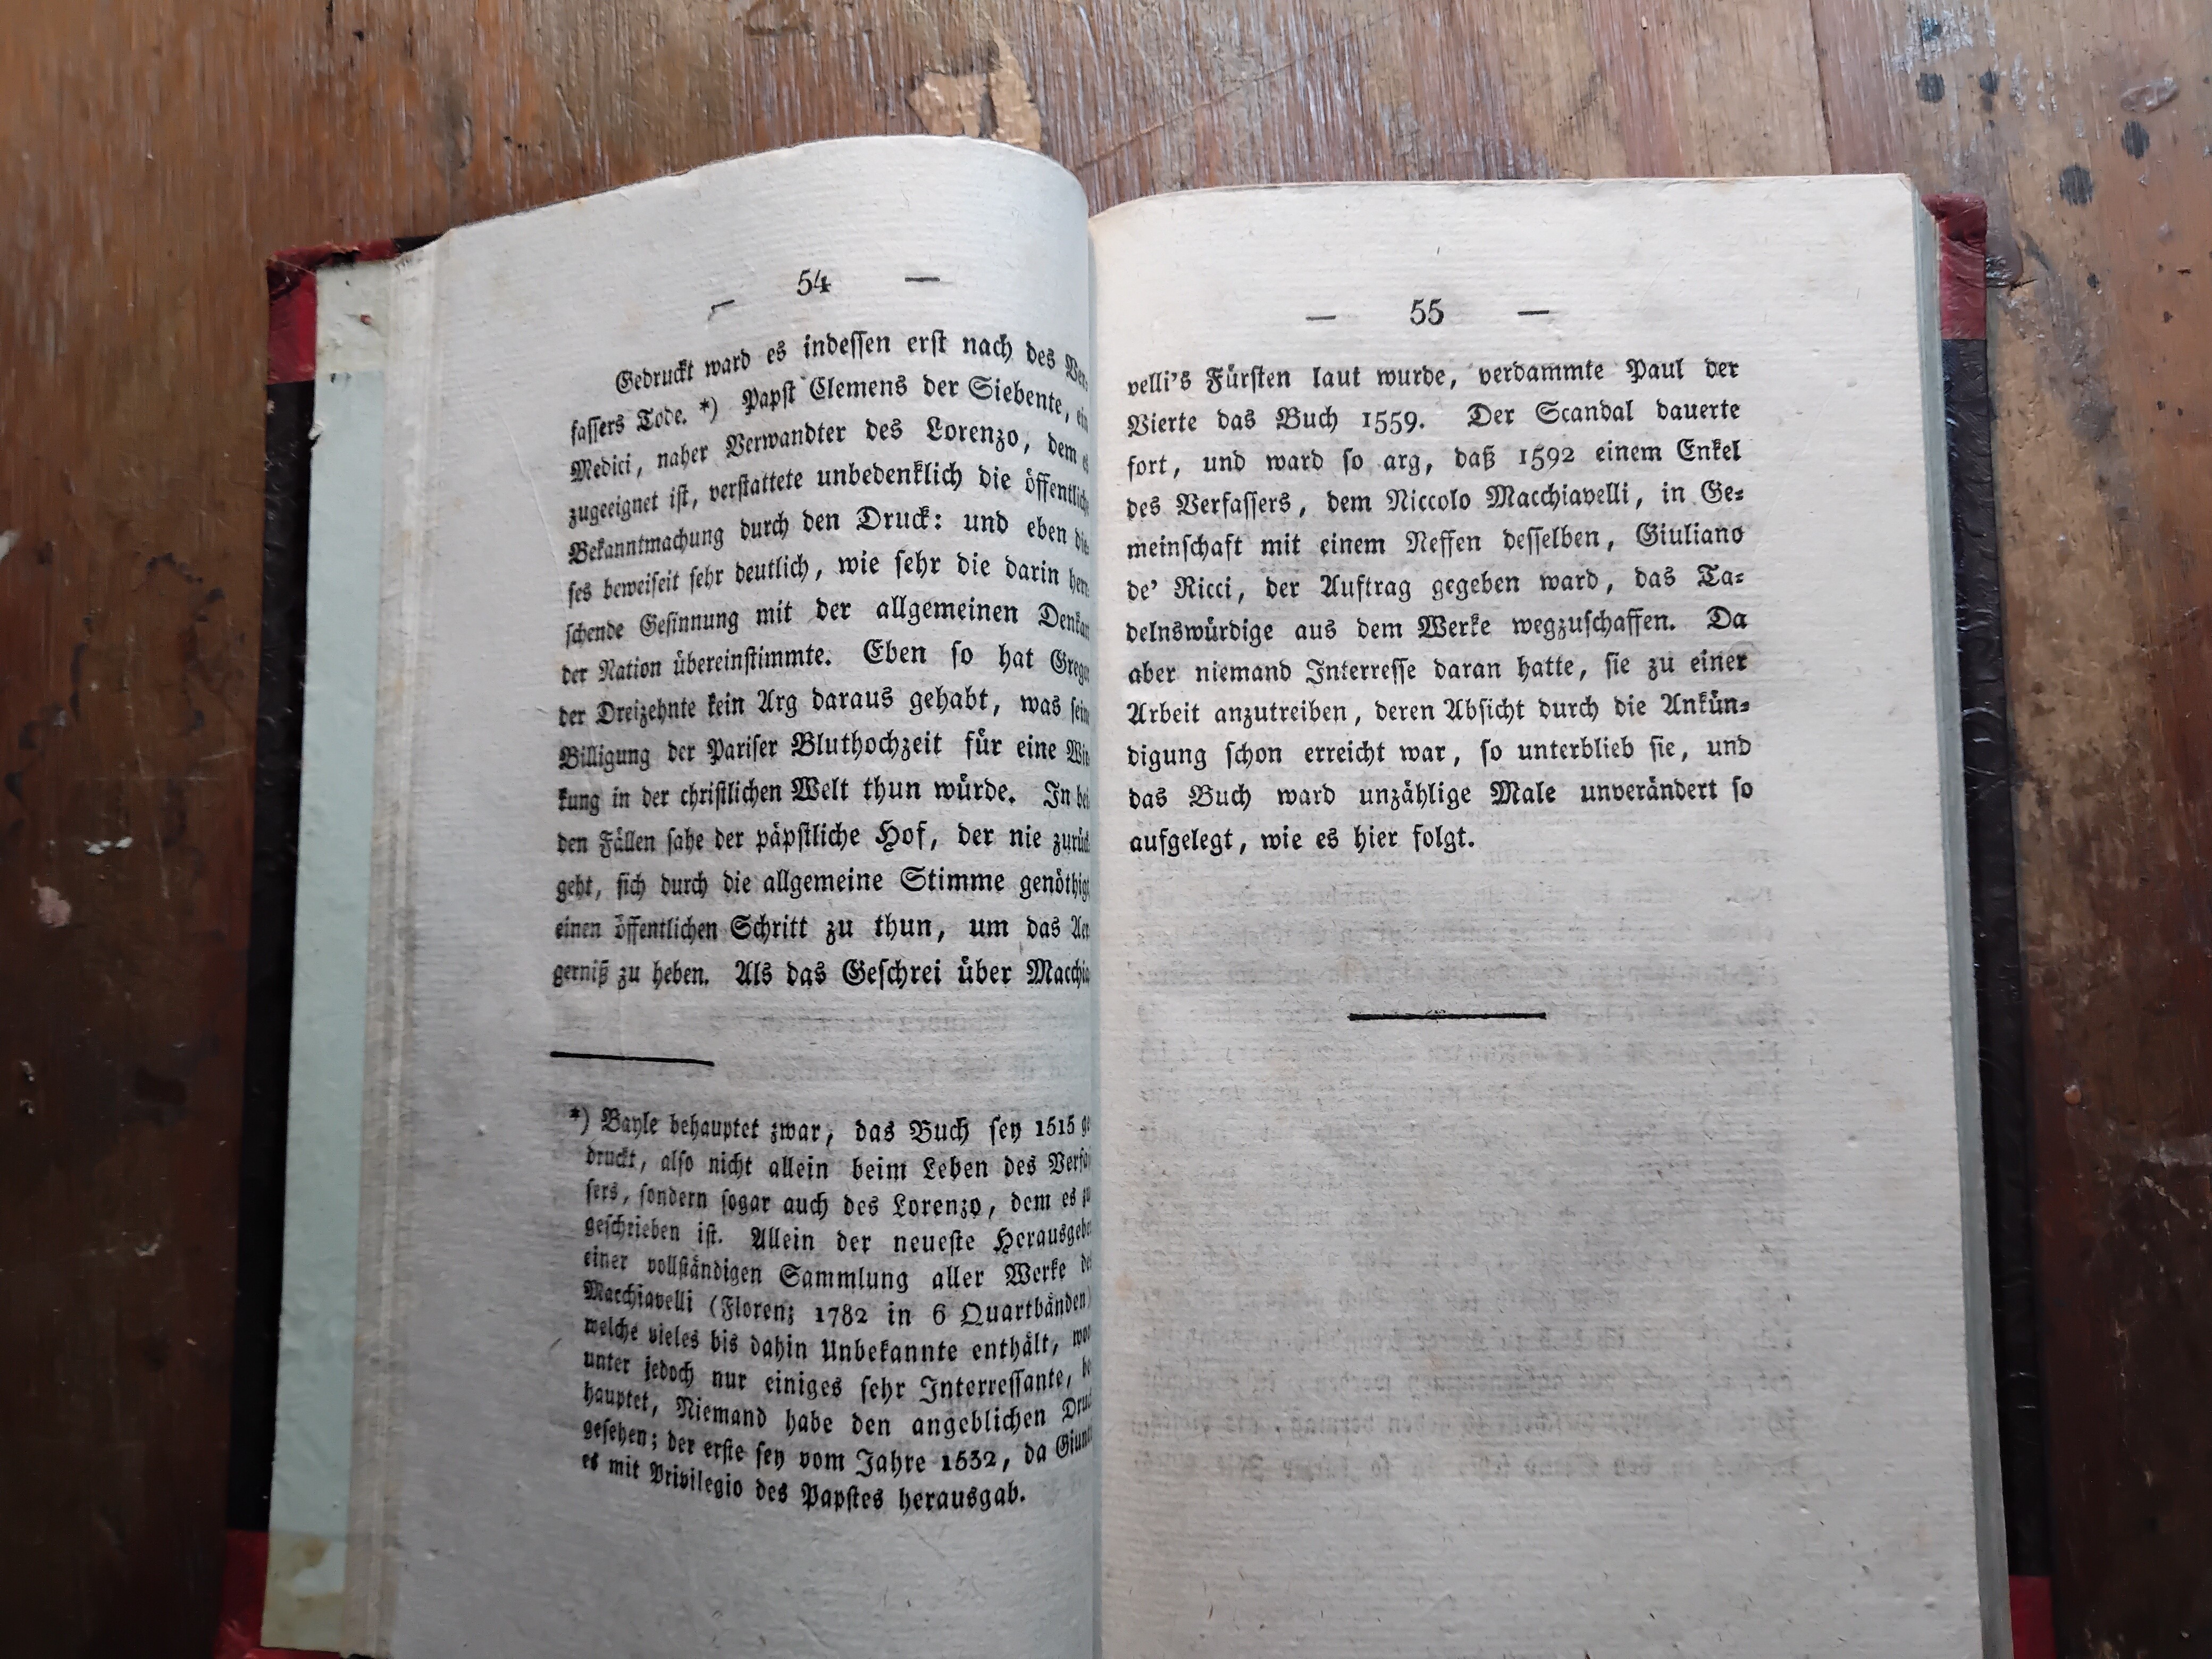 — 54 —
Gedruckt ward es indessen erst nach des Ver-
fassers Tode. *) Papst Clemens der Siebente, ein
Medici, naher Verwandter des Lorenzo, dem es
zugeeignet ist, verstattete unbedenklich die öffentliche
Bekanntmachung durch den Druck: und eben die-
ses beweiseit sehr deutlich, wie sehr die darin herr-
schende Gesinnung mit der allgemeinen Denkart
der Nation übereinstimmte. Eben so hat Gregor
der Dreizehnte kein Arg daraus gehabt, was seine
Billigung der Pariser Bluthochzeit für eine Wir-
kung in der christlichen Welt thun würde. In bei-
den Fällen sahe der päpstliche Hof, der nie zurück
geht, sich durch die allgemeine Stimme genöthigt
einen öffentlichen Schritt zu thun, um das Aer-
gerniß zu heben. Als das Geschrei über Macchia-
*) Bayle behauptet zwar, das Buch sey 1515 ge-
druckt, also nicht allein beim Leben des Verfas-
sers, sondern sogar auch des Lorenzo, dem es zu-
geschrieben ist. Allein der neueste Herausgeber
einer vollständigen Sammlung aller Werke des
Macchiavelli (Florenz 1782 in 6 Quartbänden)
welche vieles bis dahin Unbekannte enthält, wor-
unter jedoch nur einiges sehr Interressante, be-
hauptet, Niemand habe den angeblichen Druck
gesehen; der erste sey vom Jahre 1532, da Giunta
es mit Privilegio des Papstes herausgab.
— 55 —
velli's Fürsten laut wurde, verdammte Paul der
Vierte das Buch 1559. Der Scandal dauerte
fort, und ward so arg, daß 1592 einem Enkel
des Verfassers, dem Niccolo Macchiavelli, in Ge-
meinschaft mit einem Neffen desselben, Giuliano
de' Ricci, der Auftrag gegeben ward, das Ta-
delnswürdige aus dem Werke wegzuschaffen. Da
aber niemand Interresse daran hatte, sie zu einer
Arbeit anzutreiben, deren Absicht durch die Ankün-
digung schon erreicht war, so unterblieb sie, und
das Buch ward unzählige Male unverändert so
aufgelegt, wie es hier folgt.